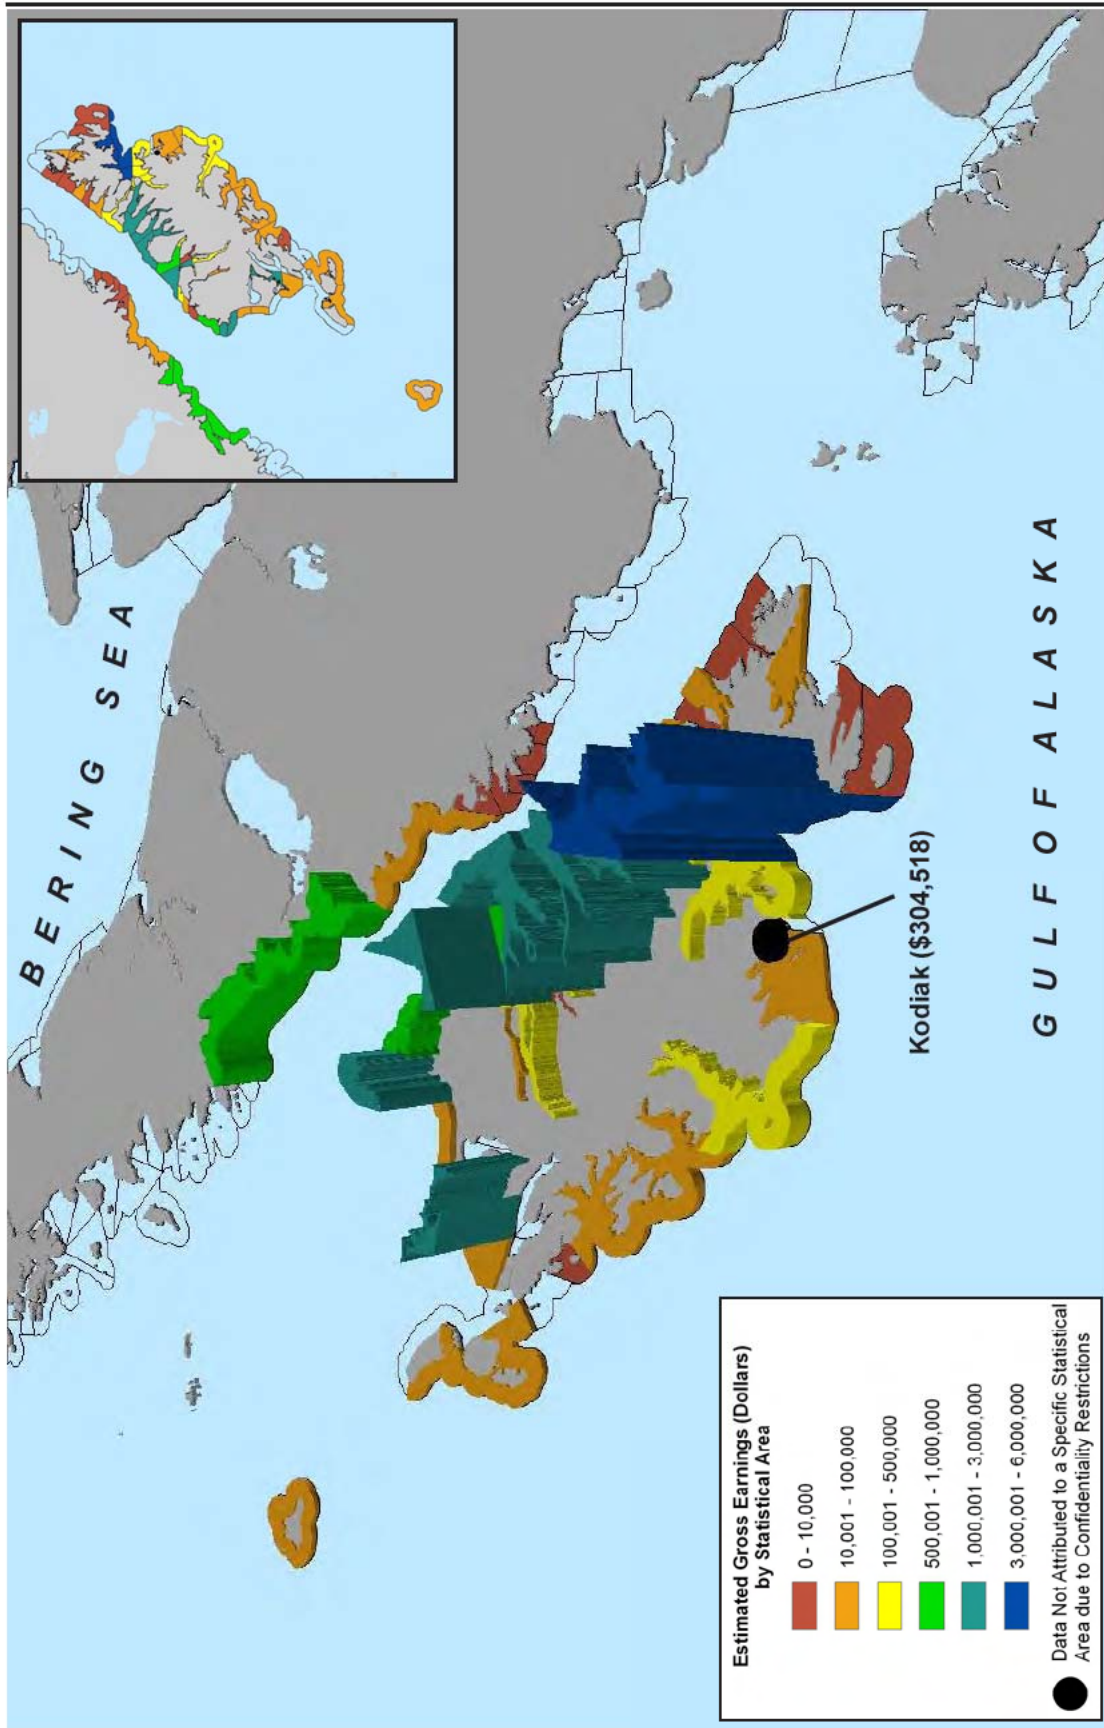 BERING SEA
GULF OF ALASKA
Kodiak ($304,518)
Estimated Gross Earnings (Dollars)
by Statistical Area
0 - 10,000
10,001 - 100,000
100,001 - 500,000
500,001 - 1,000,000
1,000,001 - 3,000,000
3,000,001 - 6,000,000
Data Not Attributed to a Specific Statistical
Area due to Confidentiality Restrictions